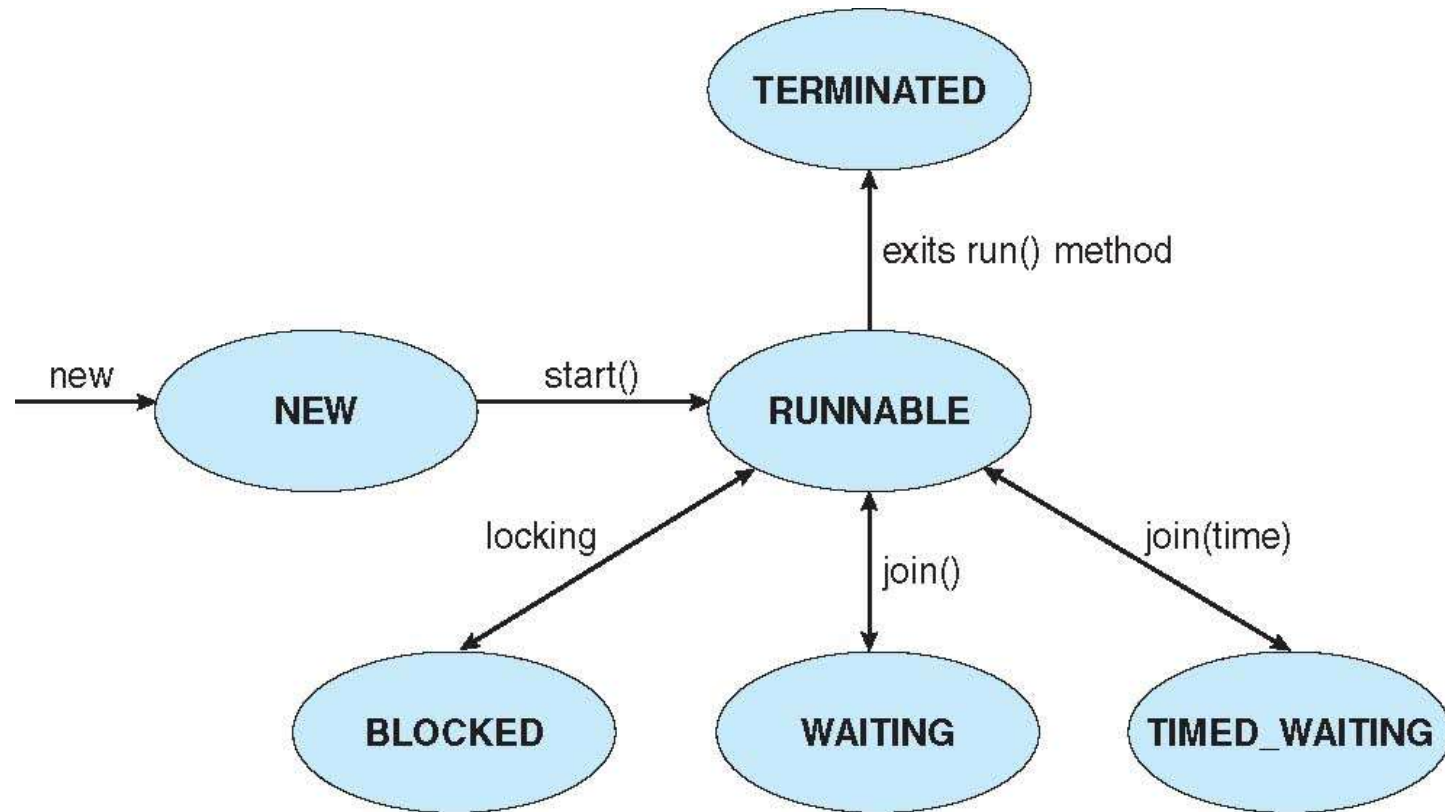 TERMINATED
exits run() method
new
NEW
start()
RUNNABLE
locking
join()
join(time)
BLOCKED
WAITING
TIMED_WAITING